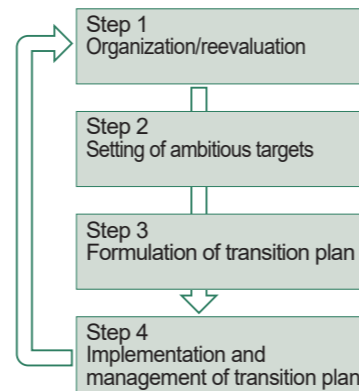 Step 1
Organization/reevaluation
Step 2
Setting of ambitious targets
Step 3
Formulation of transition plan
Step 4
Implementation and
management of transition plan